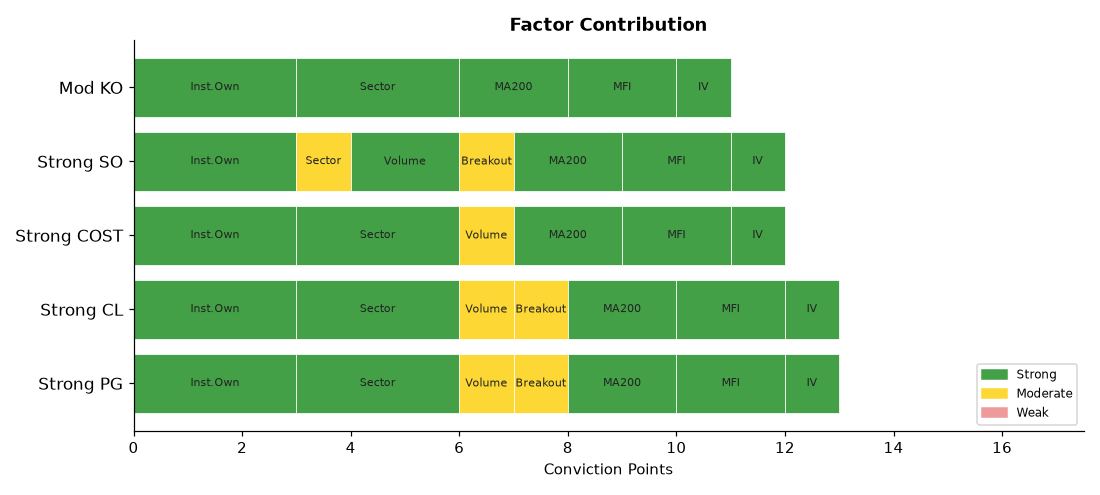 Factor Contribution
Mod KO
Inst.Own Sector MA200 MFI IV
Strong SO
Inst.Own Sector Volume Breakout MA200 MFI IV
Strong COST
Inst.Own Sector Volume MA200 MFI IV
Strong CL
Inst.Own Sector Volume Breakout MA200 MFI IV
Strong PG
Inst.Own Sector Volume Breakout MA200 MFI IV
Strong
Moderate
Weak
0 2 4 6 8 10 12 14 16
Conviction Points